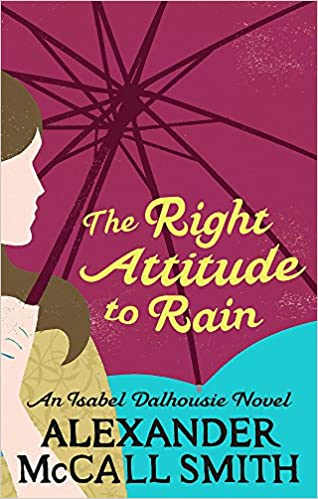 The Right
Attitude
to Rain
An Isabel Dalhousie Novel
ALEXANDER
McCALL SMITH